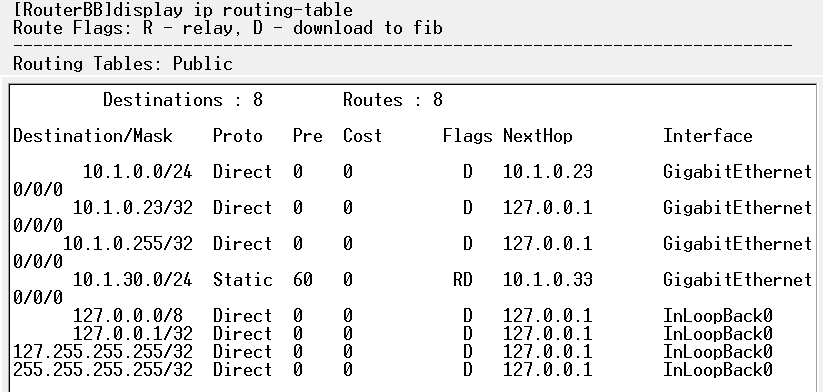 [RouterBB]display ip routing-table
Route Flags: R - relay, D - download to fib
------------------------------------------------------------------------------
Routing Tables: Public
         Destinations : 8        Routes : 8
Destination/Mask    Proto   Pre  Cost      Flags NextHop         Interface
       10.1.0.0/24  Direct  0    0           D   10.1.0.23       GigabitEthernet
0/0/0
      10.1.0.23/32  Direct  0    0           D   127.0.0.1       GigabitEthernet
0/0/0
     10.1.0.255/32  Direct  0    0           D   127.0.0.1       GigabitEthernet
0/0/0
      10.1.30.0/24  Static  60   0          RD   10.1.0.33       GigabitEthernet
0/0/0
      127.0.0.0/8   Direct  0    0           D   127.0.0.1       InLoopBack0
      127.0.0.1/32  Direct  0    0           D   127.0.0.1       InLoopBack0
127.255.255.255/32  Direct  0    0           D   127.0.0.1       InLoopBack0
255.255.255.255/32  Direct  0    0           D   127.0.0.1       InLoopBack0